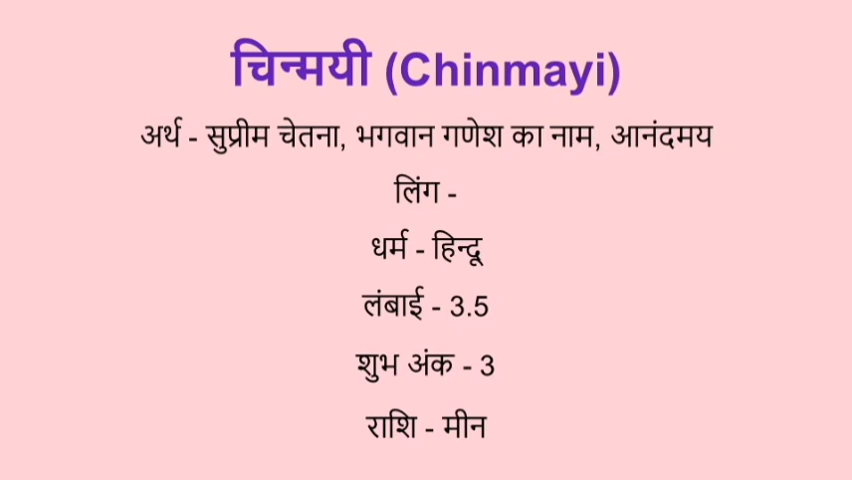 चिन्मयी (Chinmayi)
अर्थ - सुप्रीम चेतना, भगवान गणेश का नाम, आनंदमय
लिंग -
धर्म - हिन्दू
लंबाई - 3.5
शुभ अंक - 3
राशि - मीन